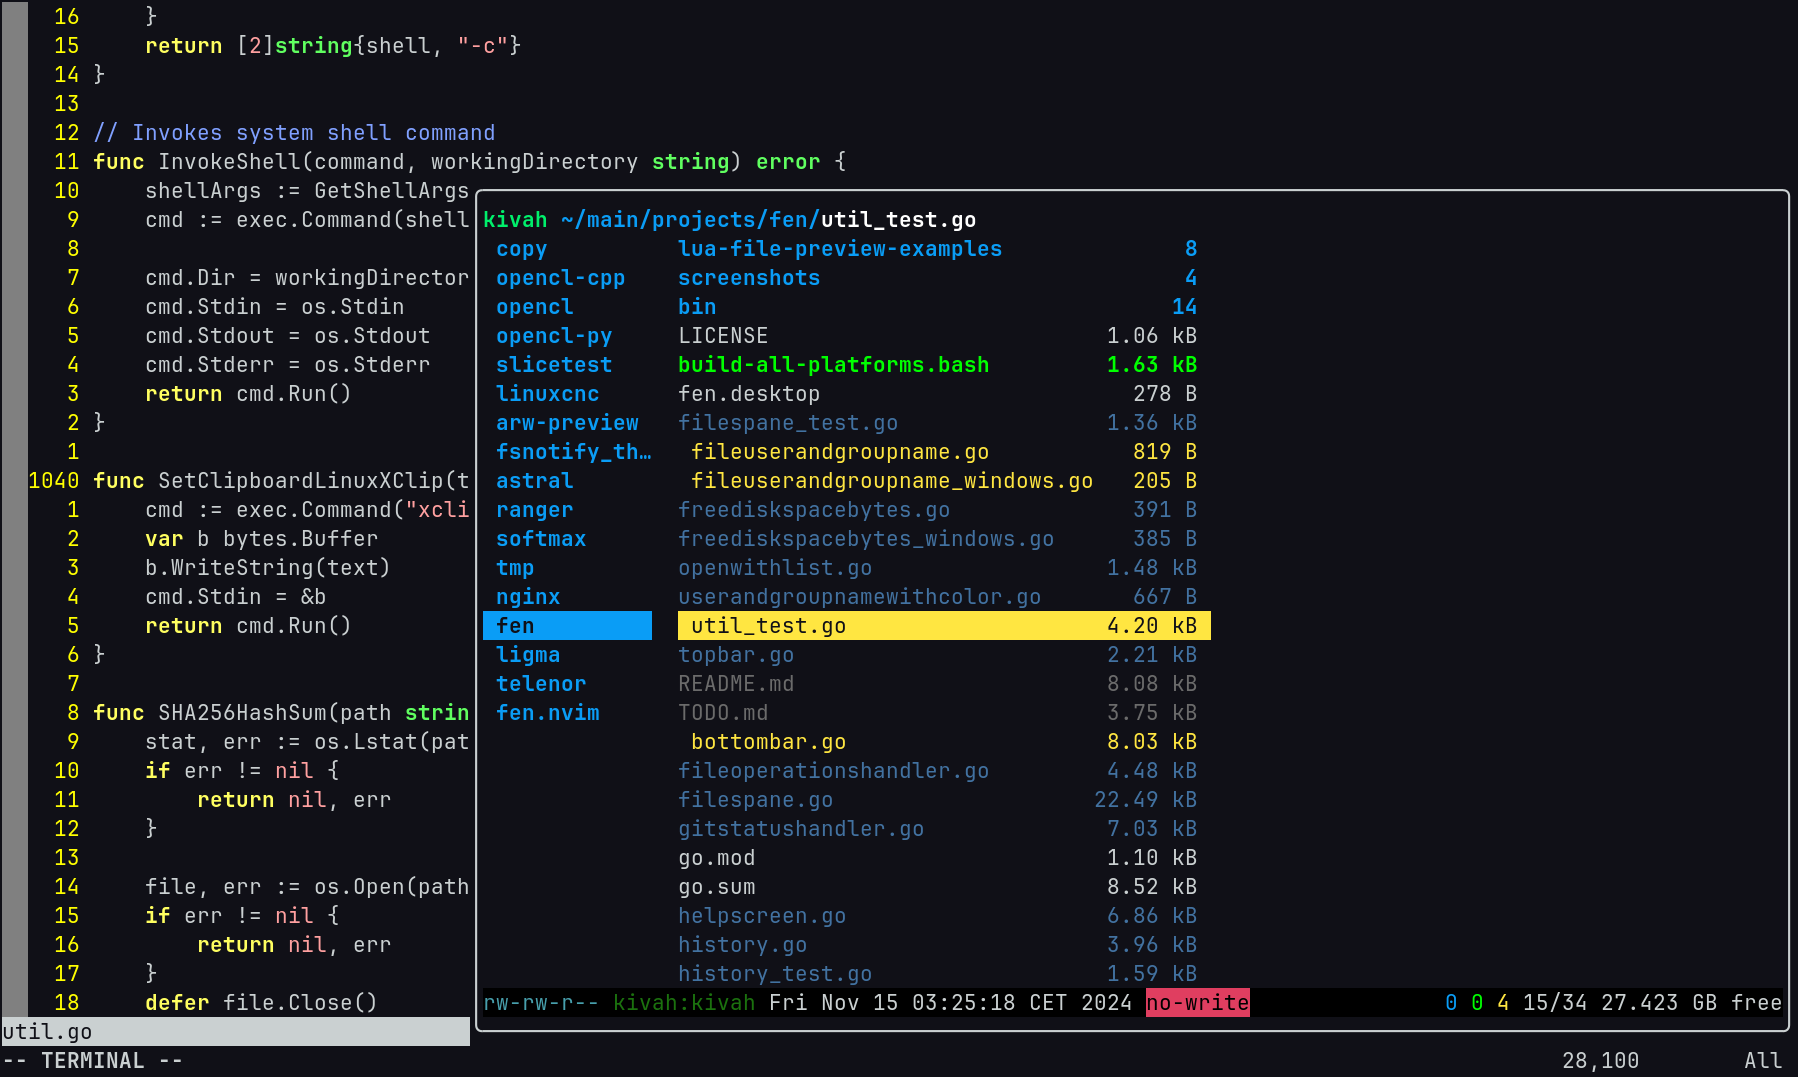 16 }
15 return [2]string{shell, "-c"}
14 }
13
12 // Invokes system shell command
11 func InvokeShell(command, workingDirectory string) error {
10 shellArgs := GetShellArgs
9 cmd := exec.Command(shell
8
7 cmd.Dir = workingDirector
6 cmd.Stdin = os.Stdin
5 cmd.Stdout = os.Stdout
4 cmd.Stderr = os.Stderr
3 return cmd.Run()
2 }
1
1040 func SetClipboardLinuxXClip(t
1 cmd := exec.Command("xcli
2 var b bytes.Buffer
3 b.WriteString(text)
4 cmd.Stdin = &b
5 return cmd.Run()
6 }
7
8 func SHA256HashSum(path strin
9 stat, err := os.Lstat(pat
10 if err != nil {
11 return nil, err
12 }
13
14 file, err := os.Open(path
15 if err != nil {
16 return nil, err
17 }
18 defer file.Close()
util.go
kivah ~/main/projects/fen/util_test.go
copy lua-file-preview-examples 8
opencl-cpp screenshots 4
opencl bin 14
opencl-py LICENSE 1.06 kB
slicetest build-all-platforms.bash 1.63 kB
linuxcnc fen.desktop 278 B
arw-preview filespane_test.go 1.36 kB
fsnotify_th… fileuserandgroupname.go 819 B
astral fileuserandgroupname_windows.go 205 B
ranger freediskspacebytes.go 391 B
softmax freediskspacebytes_windows.go 385 B
tmp openwithlist.go 1.48 kB
nginx userandgroupnamewithcolor.go 667 B
fen util_test.go 4.20 kB
ligma topbar.go 2.21 kB
telenor README.md 8.08 kB
fen.nvim TODO.md 3.75 kB
bottombar.go 8.03 kB
fileoperationshandler.go 4.48 kB
filespane.go 22.49 kB
gitstatushandler.go 7.03 kB
go.mod 1.10 kB
go.sum 8.52 kB
helpscreen.go 6.86 kB
history.go 3.96 kB
history_test.go 1.59 kB
rw-rw-r-- kivah:kivah Fri Nov 15 03:25:18 CET 2024 no-write 0 0 4 15/34 27.423 GB free
-- TERMINAL -- 28,100 All